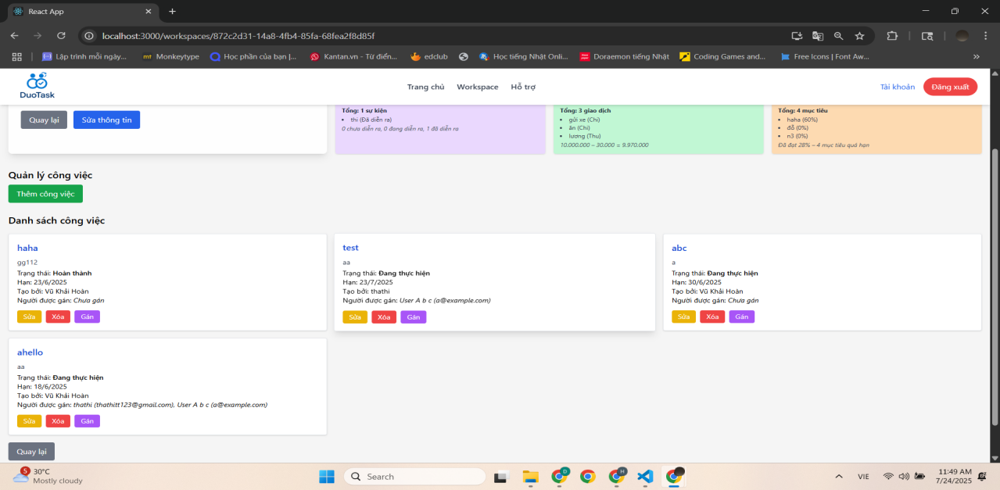 React App
localhost:3000/workspaces/872c2d31-14a8-4fb4-85fa-68fea2f8d85f
Lập trình mỗi ngày... Monkeytype Học phần của bạn |... Kantan.vn - Từ điển... edclub Học tiếng Nhật Onli... Doraemon tiếng Nhật Coding Games and... Free Icons | Font Aw...
DuoTask
Trang chủ Workspace Hỗ trợ
Tài khoản Đăng xuất
Quay lại Sửa thông tin
Tổng: 1 sự kiện
• thi (Đã diễn ra)
0 chưa diễn ra, 0 đang diễn ra, 1 đã diễn ra
Tổng: 3 giao dịch
• gửi xe (Chi)
• ăn (Chi)
• lương (Thu)
10.000.000 − 30.000 = 9.970.000
Tổng: 4 mục tiêu
• haha (60%)
• đỗ (0%)
• n3 (0%)
Đã đạt 28% − 4 mục tiêu quá hạn
Quản lý công việc
Thêm công việc
Danh sách công việc
haha
gg112
Trạng thái: Hoàn thành
Hạn: 23/6/2025
Tạo bởi: Vũ Khải Hoàn
Người được gán: Chưa gán
Sửa Xóa Gán
test
aa
Trạng thái: Đang thực hiện
Hạn: 23/7/2025
Tạo bởi: thathi
Người được gán: User A b c (a@example.com)
Sửa Xóa Gán
abc
a
Trạng thái: Đang thực hiện
Hạn: 30/6/2025
Tạo bởi: Vũ Khải Hoàn
Người được gán: Chưa gán
Sửa Xóa Gán
ahello
aa
Trạng thái: Đang thực hiện
Hạn: 18/6/2025
Tạo bởi: Vũ Khải Hoàn
Người được gán: thathi (thathitt123@gmail.com), User A b c (a@example.com)
Sửa Xóa Gán
Quay lại
5
30°C
Mostly cloudy
Search
D
H
VIE
11:49 AM
7/24/2025